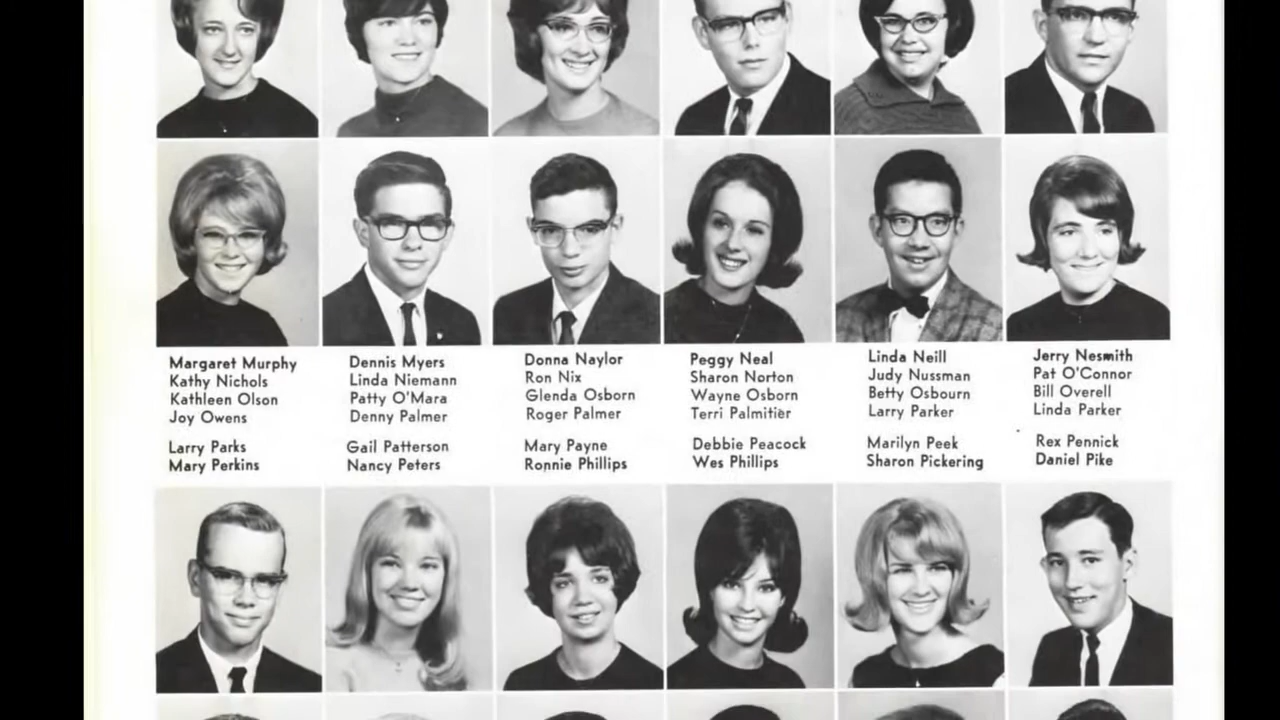 Margaret Murphy Dennis Myers Donna Naylor Peggy Neal Linda Neill Jerry Nesmith
Kathy Nichols Linda Niemann Ron Nix Sharon Norton Judy Nussman Pat O'Connor
Kathleen Olson Patty O'Mara Glenda Osborn Wayne Osborn Betty Osbourn Bill Overell
Joy Owens Denny Palmer Roger Palmer Terri Palmitier Larry Parker Linda Parker
Larry Parks Gail Patterson Mary Payne Debbie Peacock Marilyn Peek Rex Pennick
Mary Perkins Nancy Peters Ronnie Phillips Wes Phillips Sharon Pickering Daniel Pike